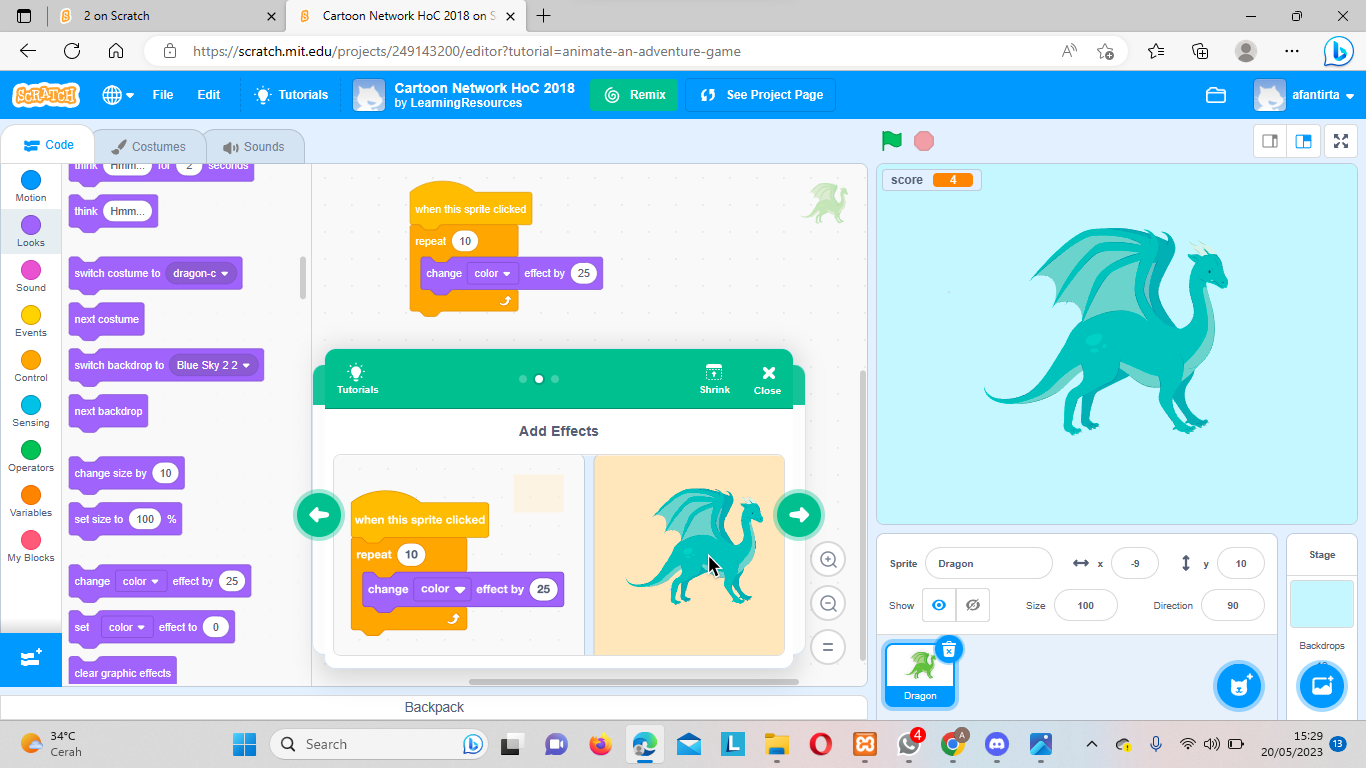 2 on Scratch
Cartoon Network HoC 2018 on S
https://scratch.mit.edu/projects/249143200/editor?tutorial=animate-an-adventure-game
SCRATCH
File
Edit
Tutorials
Cartoon Network HoC 2018
by LearningResources
Remix
See Project Page
afantirta
Code
Costumes
Sounds
Motion
Looks
Sound
Events
Control
Sensing
Operators
Variables
My Blocks
think Hmm... for 2 seconds
think Hmm...
switch costume to dragon-c
next costume
switch backdrop to Blue Sky 2 2
next backdrop
change size by 10
set size to 100 %
change color effect by 25
set color effect to 0
clear graphic effects
when this sprite clicked
repeat 10
change color effect by 25
Tutorials
Shrink
Close
Add Effects
when this sprite clicked
repeat 10
change color effect by 25
Backpack
score 4
Sprite Dragon x -9 y 10
Show Size 100 Direction 90
Dragon
Stage
Backdrops
34°C
Cerah
Search
L
4
A
15:29
20/05/2023
13